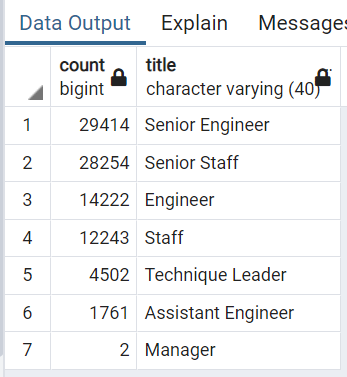 Data Output Explain Messages
count title
bigint character varying (40)
1 29414 Senior Engineer
2 28254 Senior Staff
3 14222 Engineer
4 12243 Staff
5 4502 Technique Leader
6 1761 Assistant Engineer
7 2 Manager